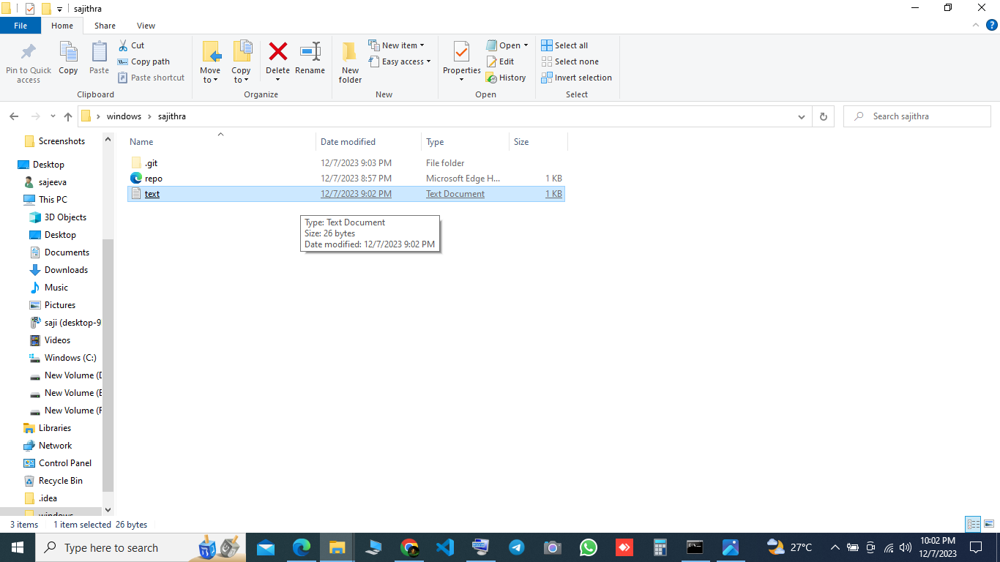 sajithra
File Home Share View
Pin to Quick access
Copy
Paste
Cut
Copy path
Paste shortcut
Clipboard
Move to
Copy to
Delete
Rename
Organize
New folder
New item
Easy access
New
Properties
Open
Edit
History
Open
Select all
Select none
Invert selection
Select
windows sajithra
Search sajithra
Screenshots
Desktop
sajeeva
This PC
3D Objects
Desktop
Documents
Downloads
Music
Pictures
saji (desktop-9
Videos
Windows (C:)
New Volume (D
New Volume (E
New Volume (F
Libraries
Network
Control Panel
Recycle Bin
.idea
windows
Name Date modified Type Size
.git 12/7/2023 9:03 PM File folder
repo 12/7/2023 8:57 PM Microsoft Edge H... 1 KB
text 12/7/2023 9:02 PM Text Document 1 KB
Type: Text Document
Size: 26 bytes
Date modified: 12/7/2023 9:02 PM
3 items 1 item selected 26 bytes
Type here to search
27°C
10:02 PM
12/7/2023